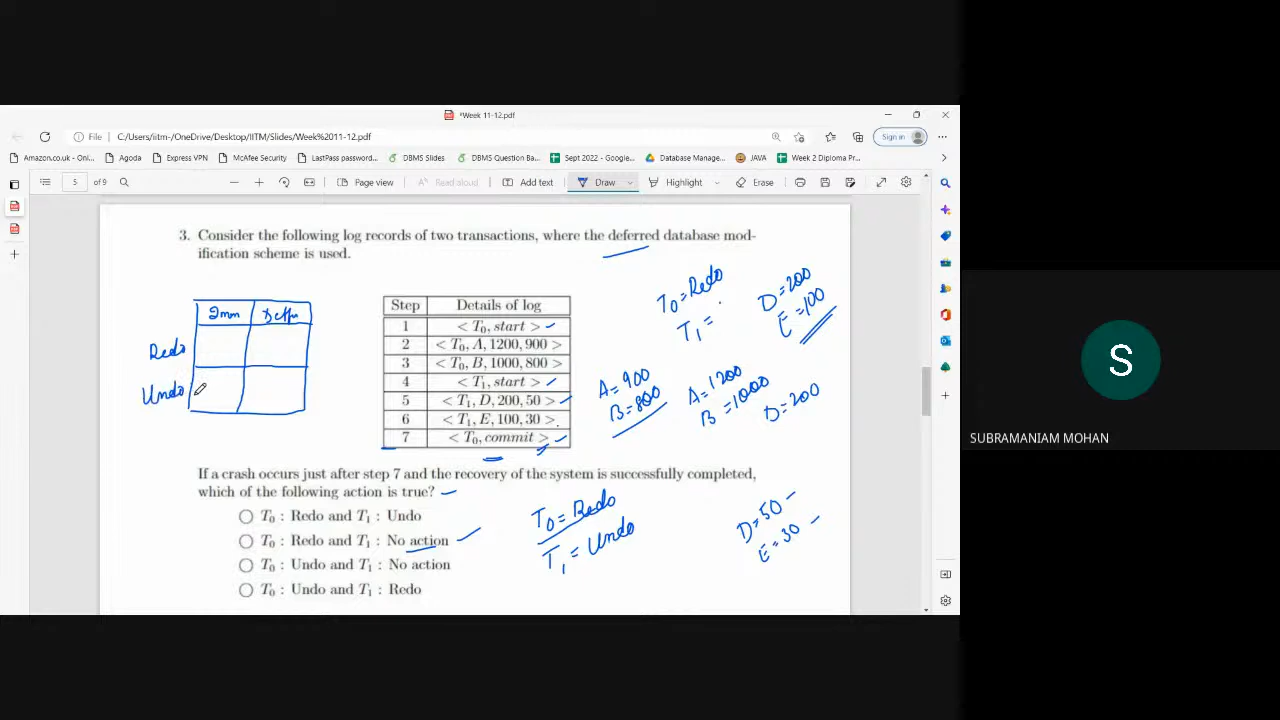 *Week 11-12.pdf
File
C:/Users/iitm-/OneDrive/Desktop/IITM/Slides/Week%2011-12.pdf
Sign in
Amazon.co.uk - Onl...
Agoda
Express VPN
McAfee Security
LastPass password...
DBMS Slides
DBMS Question Ba...
Sept 2022 - Google...
Database Manage...
JAVA
Week 2 Diploma Pr...
5 of 9
Page view
Read aloud
Add text
Draw
Highlight
Erase
3. Consider the following log records of two transactions, where the deferred database mod-
ification scheme is used.
Imm
Redo
Undo
Step Details of log
1 < T0, start >
2 < T0, A, 1200, 900 >
3 < T0, B, 1000, 800 >
4 < T1, start >
5 < T1, D, 200, 50 >
6 < T1, E, 100, 30 >
7 < T0, commit >
T0 = Redo
T1 =
D=200
E=100
A=900
B=800
A=1200
B=1000
D=200
If a crash occurs just after step 7 and the recovery of the system is successfully completed,
which of the following action is true?
T0 : Redo and T1 : Undo
T0 : Redo and T1 : No action
T0 : Undo and T1 : No action
T0 : Undo and T1 : Redo
T0 = Redo
T1 = Undo
D=50
E=30
S
SUBRAMANIAM MOHAN